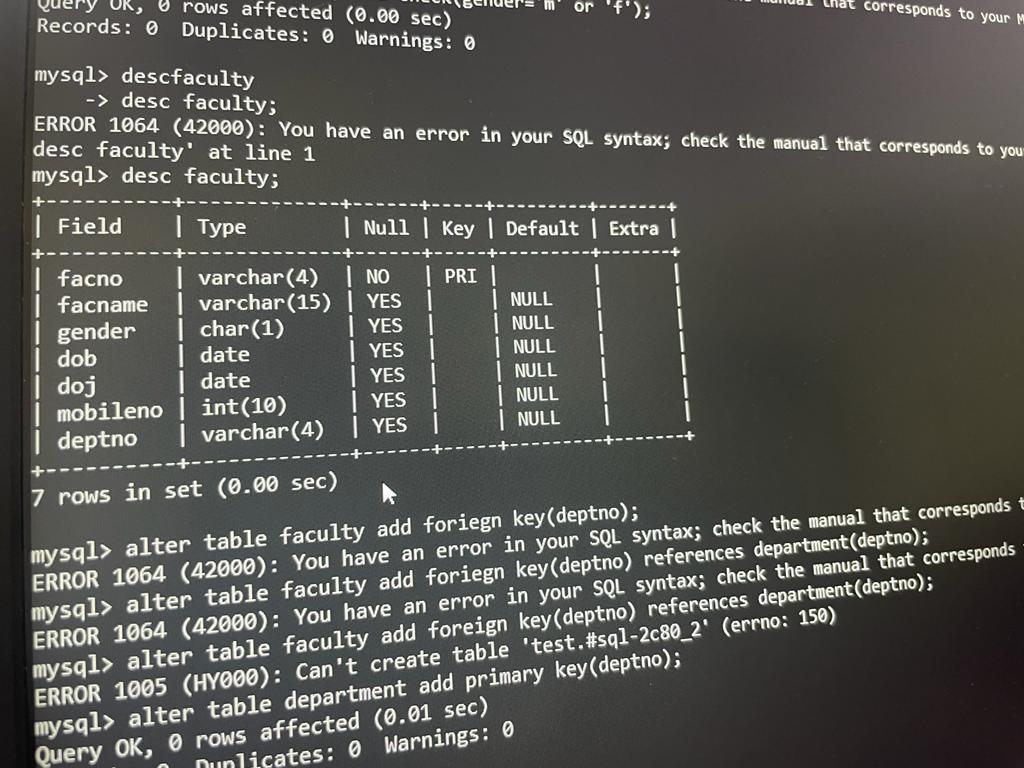 Query OK, 0 rows affected (0.00 sec)
Records: 0  Duplicates: 0  Warnings: 0

mysql> descfaculty
    -> desc faculty;
ERROR 1064 (42000): You have an error in your SQL syntax; check the manual that corresponds to you
desc faculty' at line 1
mysql> desc faculty;
+----------+-------------+------+-----+---------+-------+
| Field    | Type        | Null | Key | Default | Extra |
+----------+-------------+------+-----+---------+-------+
| facno    | varchar(4)  | NO   | PRI |         |       |
| facname  | varchar(15) | YES  |     | NULL    |       |
| gender   | char(1)     | YES  |     | NULL    |       |
| dob      | date        | YES  |     | NULL    |       |
| doj      | date        | YES  |     | NULL    |       |
| mobileno | int(10)     | YES  |     | NULL    |       |
| deptno   | varchar(4)  | YES  |     | NULL    |       |
+----------+-------------+------+-----+---------+-------+
7 rows in set (0.00 sec)

mysql> alter table faculty add foriegn key(deptno);
ERROR 1064 (42000): You have an error in your SQL syntax; check the manual that corresponds t
mysql> alter table faculty add foriegn key(deptno) references department(deptno);
ERROR 1064 (42000): You have an error in your SQL syntax; check the manual that corresponds
mysql> alter table faculty add foreign key(deptno) references department(deptno);
ERROR 1005 (HY000): Can't create table 'test.#sql-2c80_2' (errno: 150)
mysql> alter table department add primary key(deptno);
Query OK, 0 rows affected (0.01 sec)
0  Duplicates: 0  Warnings: 0